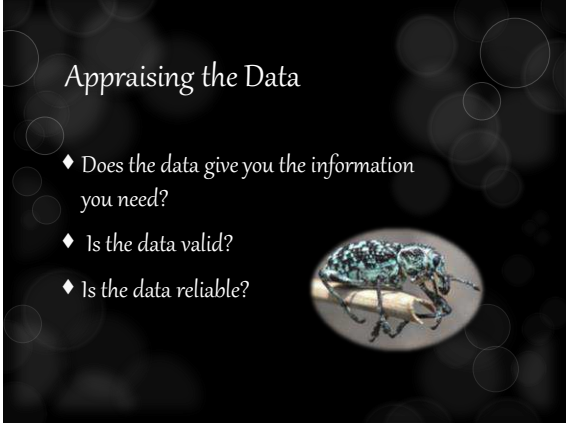 Appraising the Data
Does the data give you the information
you need?
Is the data valid?
Is the data reliable?